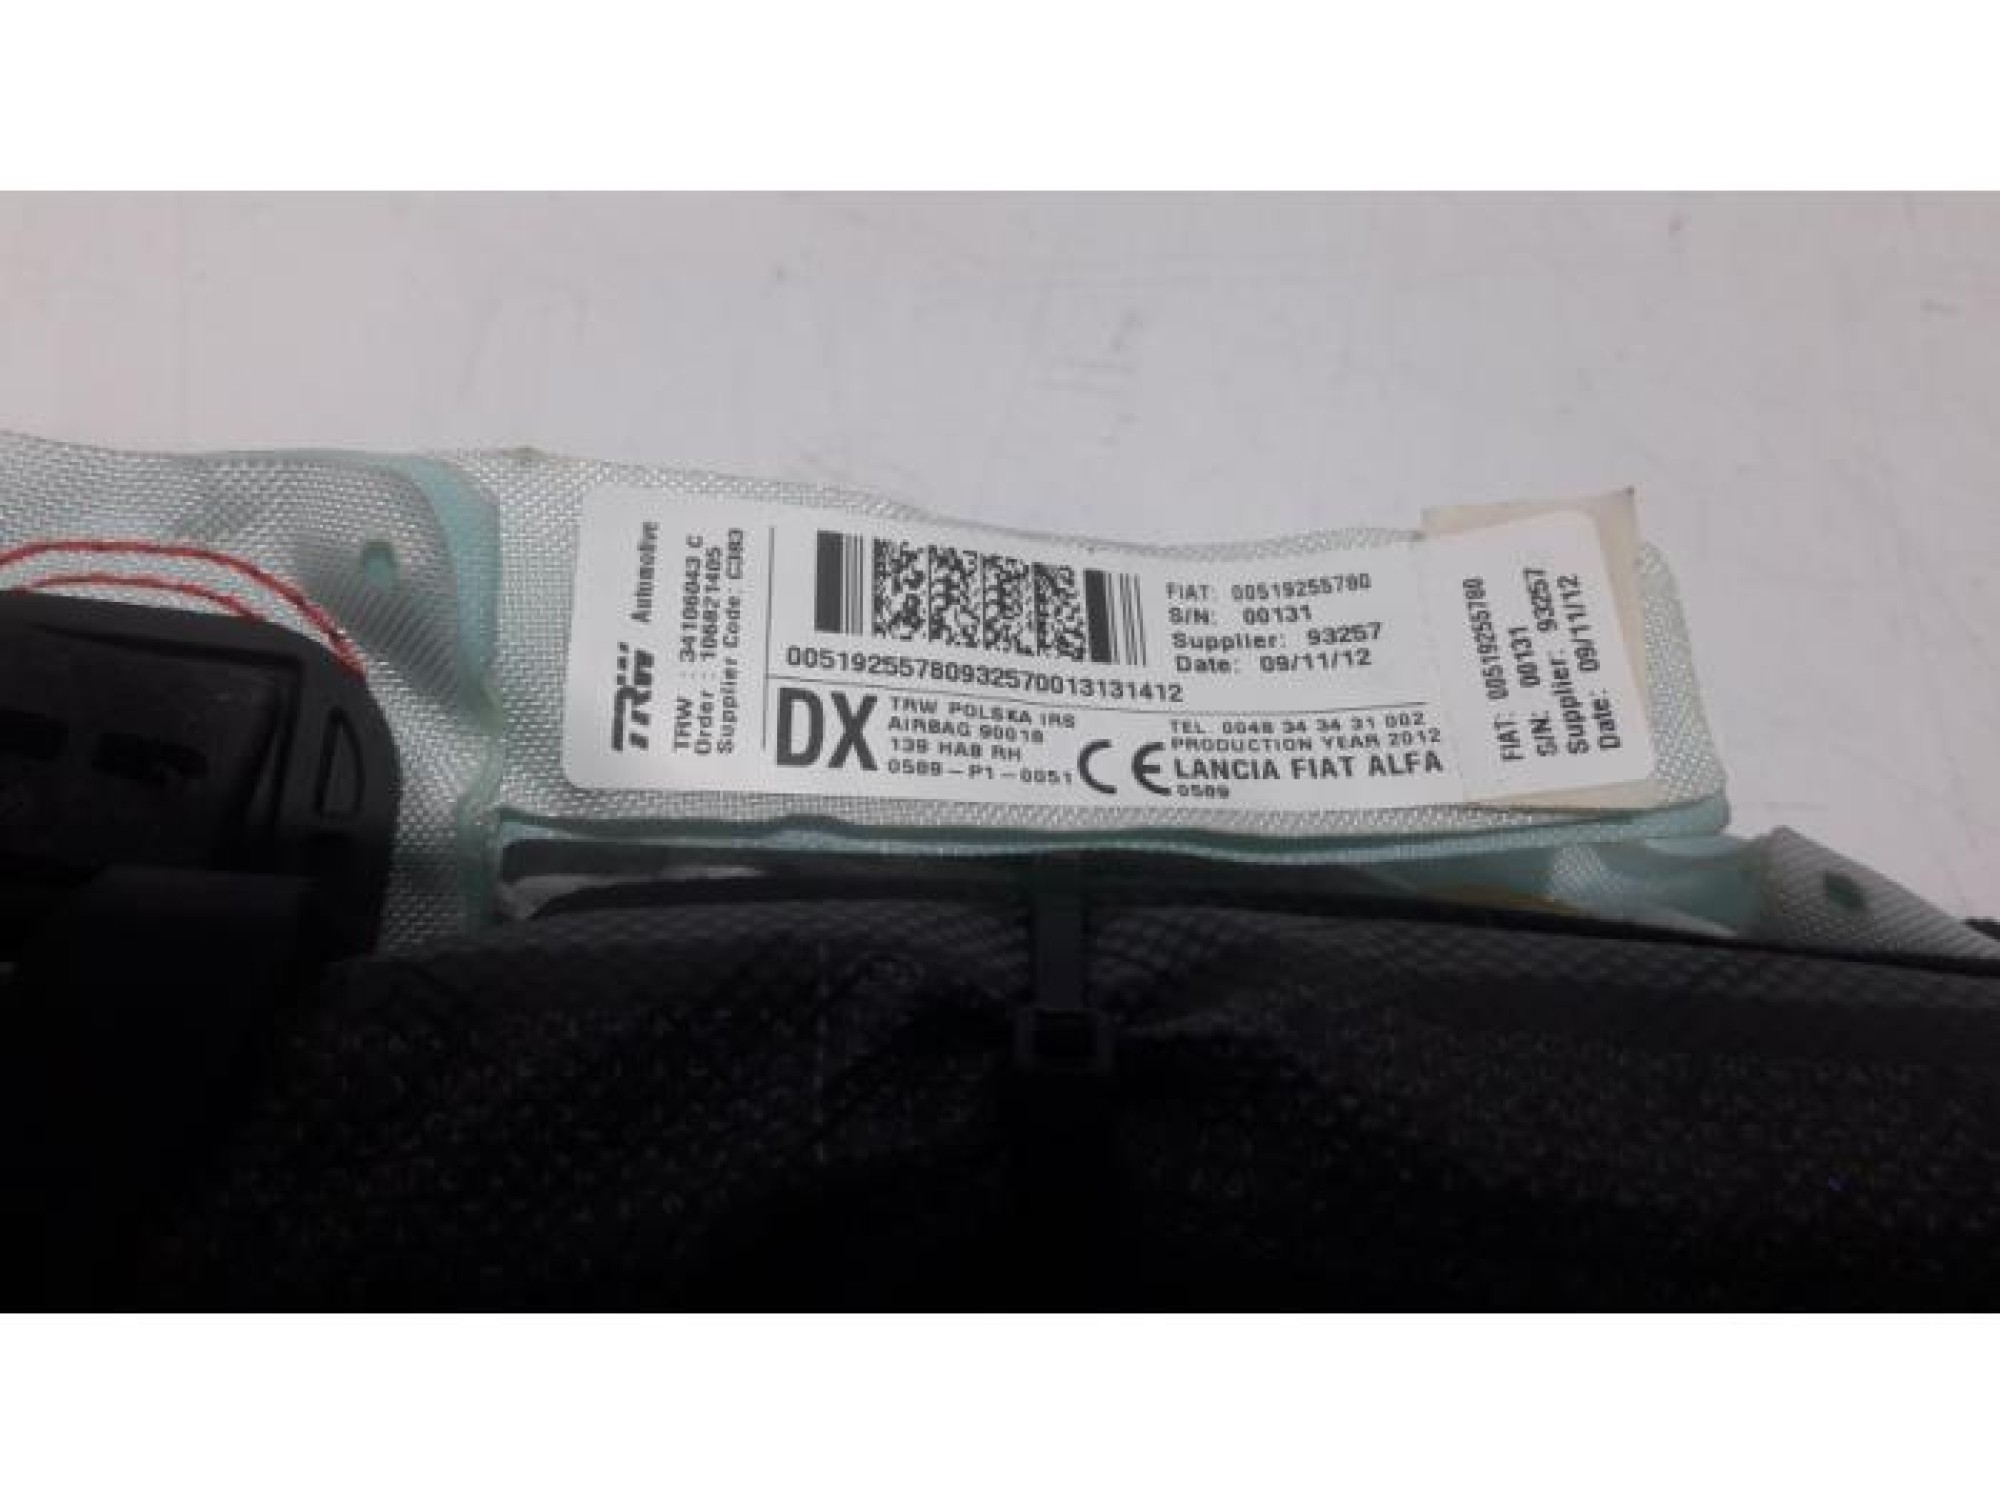 TRW Automotive
TRW : 34106043 C
Order : 106821405
Supplier Code: C383
FIAT: 00519255780
S/N: 00131
Supplier: 93257
Date: 09/11/12
00519255780932570013131412
DX
TRW POLSKA IRS
AIRBAG 90018
139 HAB RH
0589-P1-0051
CE
0589
TEL 0048 34 34 31 002
PRODUCTION YEAR 2012
LANCIA FIAT ALFA
FIAT: 00519255780
S/N: 00131
Supplier: 93257
Date: 09/11/12